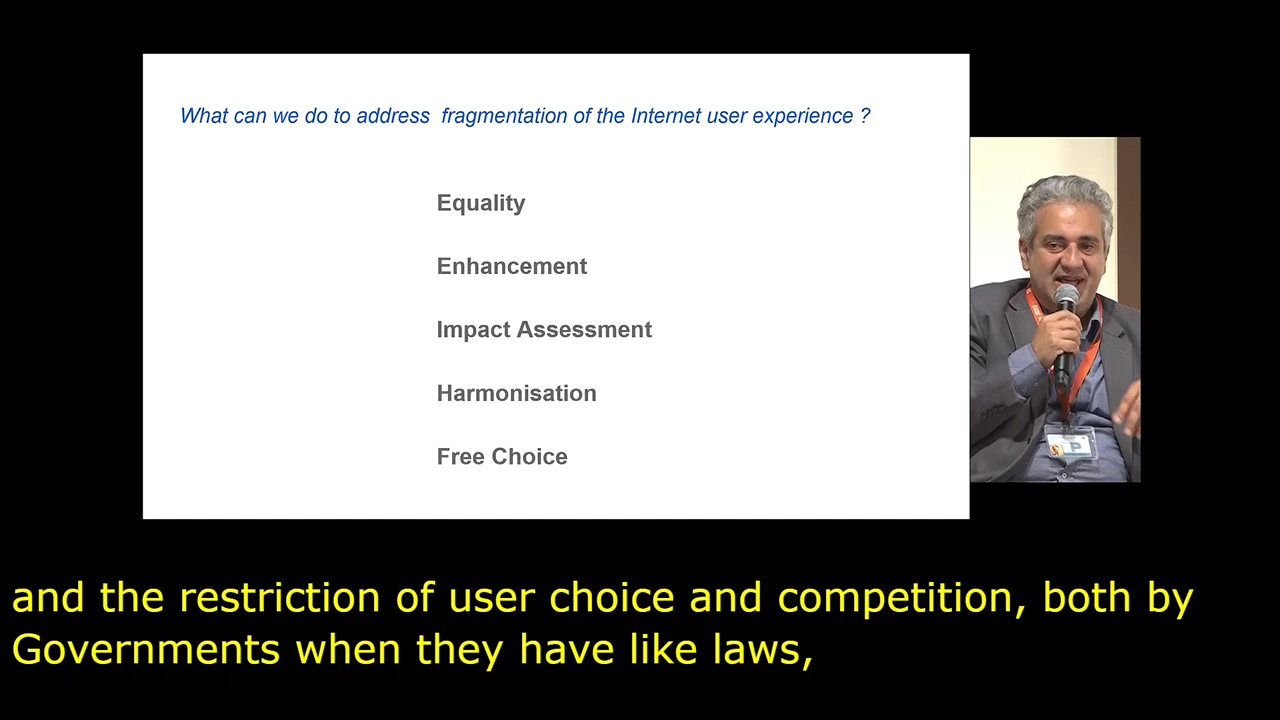 What can we do to address fragmentation of the Internet user experience ?
Equality
Enhancement
Impact Assessment
Harmonisation
Free Choice
P
and the restriction of user choice and competition, both by
Governments when they have like laws,